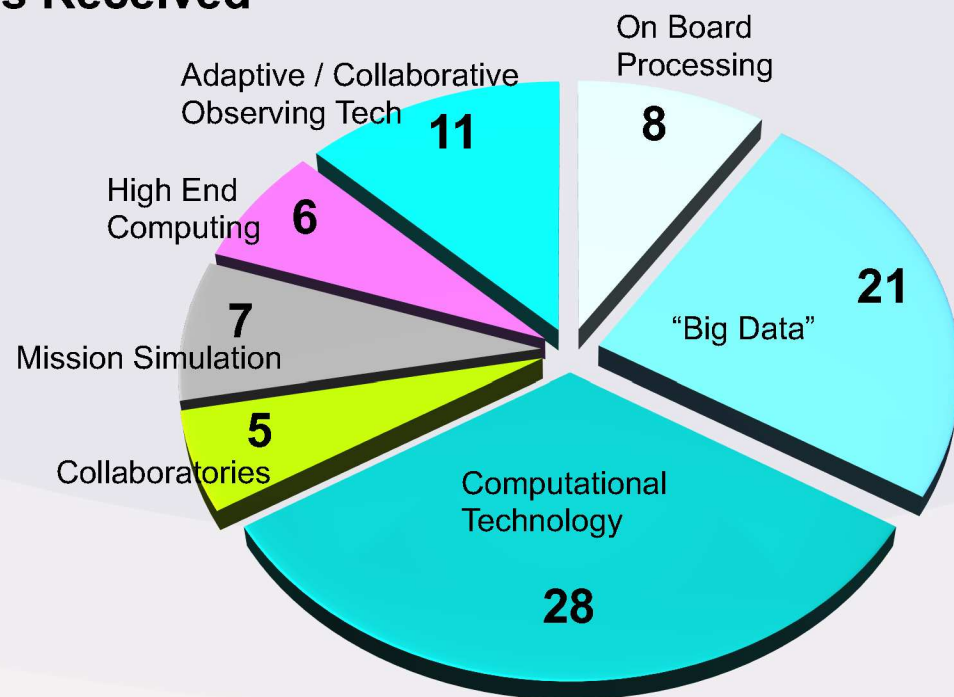 s Received
On Board
Processing
8
Adaptive / Collaborative
Observing Tech
11
High End
Computing
6
21
"Big Data"
7
Mission Simulation
5
Collaboratories
Computational
Technology
28